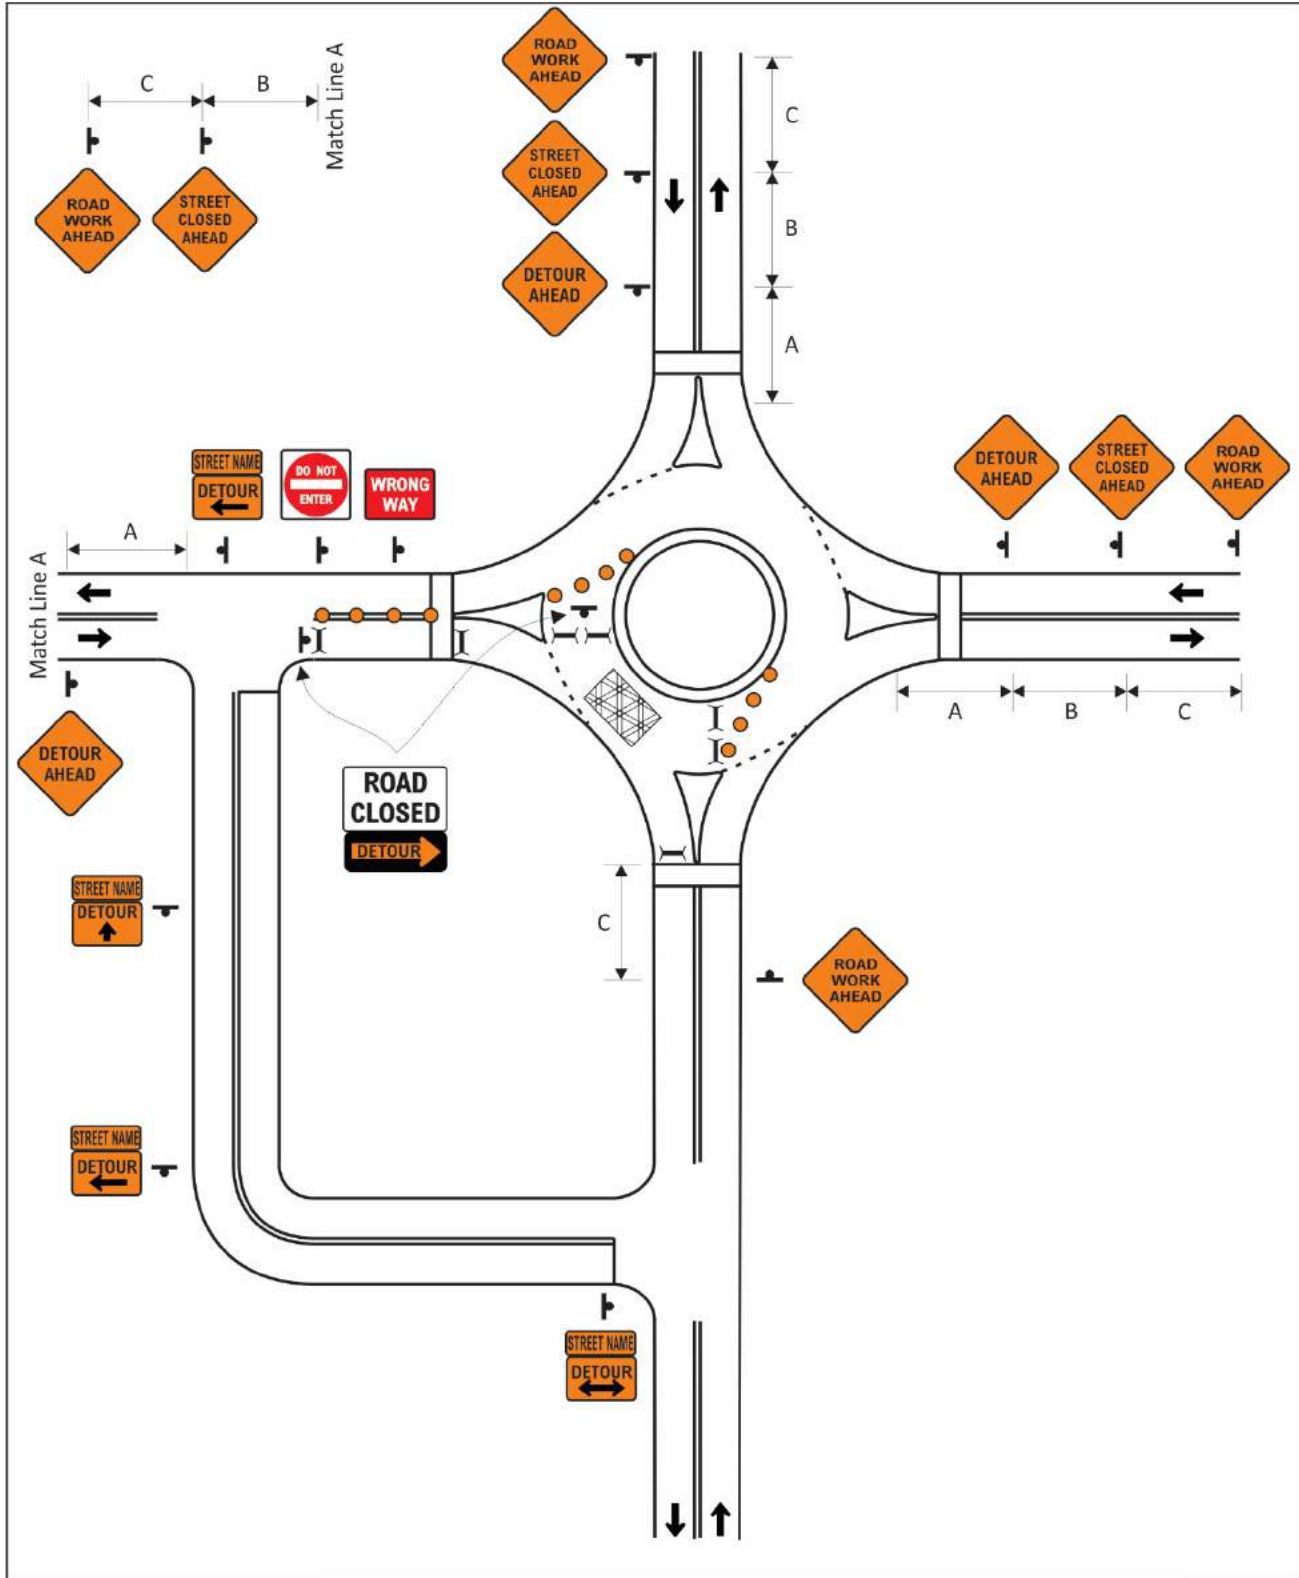 C
B
Match Line A
ROAD
WORK
AHEAD
STREET
CLOSED
AHEAD
ROAD
WORK
AHEAD
STREET
CLOSED
AHEAD
DETOUR
AHEAD
C
B
A
STREET NAME
DETOUR
DO NOT
ENTER
WRONG
WAY
DETOUR
AHEAD
STREET
CLOSED
AHEAD
ROAD
WORK
AHEAD
A
Match Line A
A
B
C
DETOUR
AHEAD
ROAD
CLOSED
DETOUR
STREET NAME
DETOUR
C
ROAD
WORK
AHEAD
STREET NAME
DETOUR
STREET NAME
DETOUR